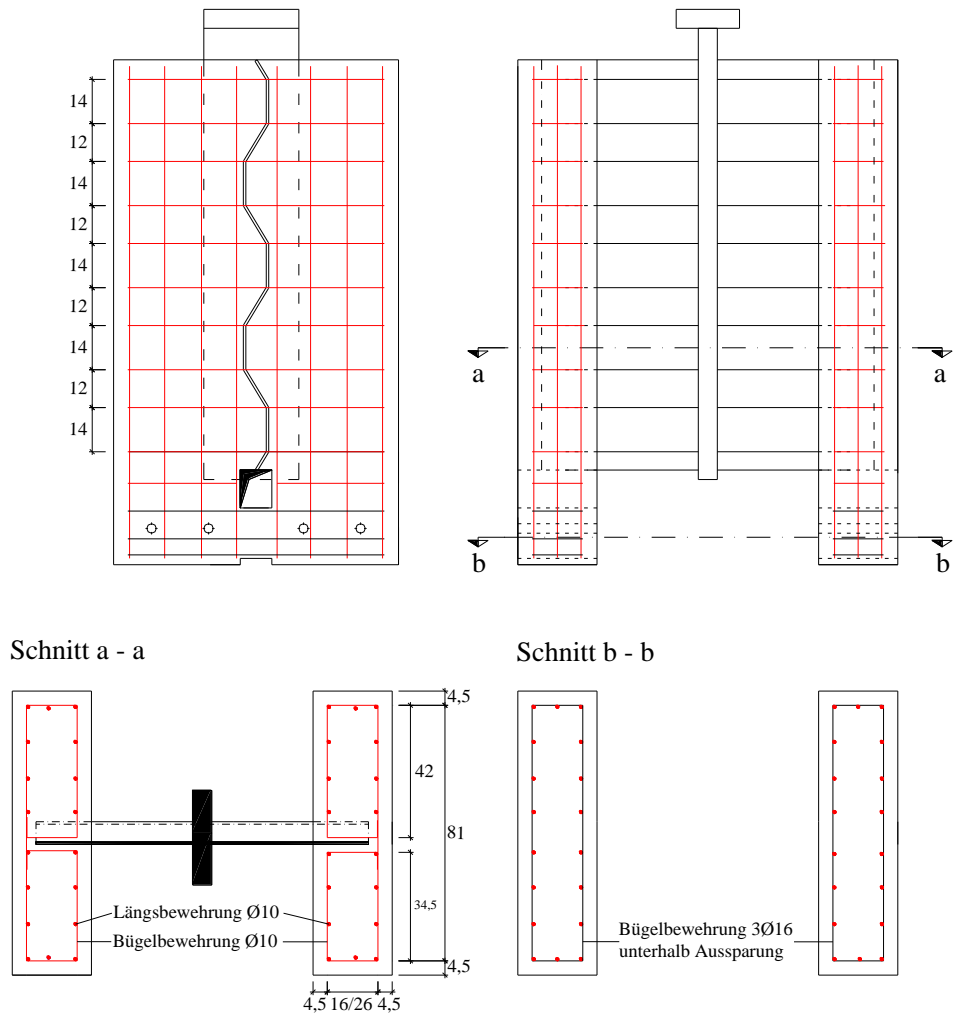 14
12
14
12
14
12
14
12
14
a
a
b
b
Schnitt a - a
Schnitt b - b
4,5
42
81
34,5
4,5
4,5 16/26 4,5
Längsbewehrung Ø10
Bügelbewehrung Ø10
Bügelbewehrung 3Ø16
unterhalb Aussparung